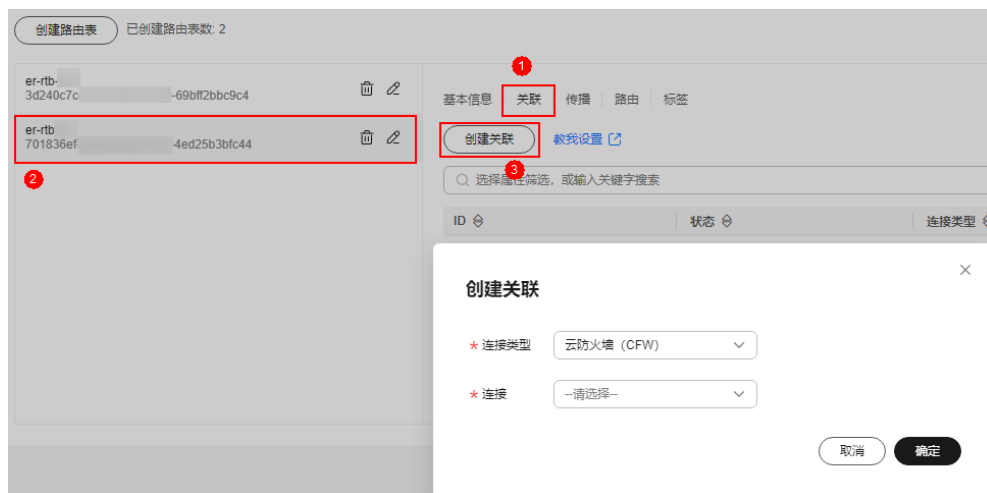 创建路由表 已创建路由表数: 2
er-rtb-
3d240c7c -69bff2bbc9c4
er-rtb
701836ef -4ed25b3bfc44
2
1
基本信息 关联 传播 路由 标签
创建关联 教我设置
3
选择属性筛选，或输入关键字搜索
ID 状态 连接类型
创建关联
* 连接类型 云防火墙（CFW）
* 连接 --请选择--
取消 确定